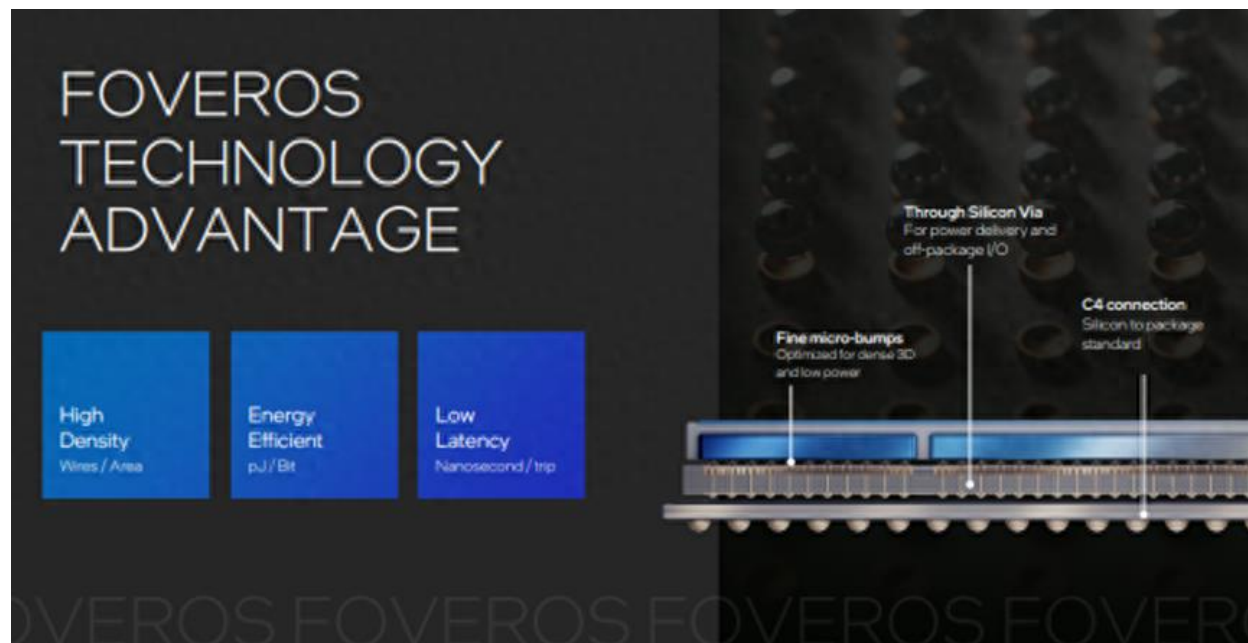 FOVEROS
TECHNOLOGY
ADVANTAGE
High
Density
Wires / Area
Energy
Efficient
pJ / Bit
Low
Latency
Nanosecond / trip
Through Silicon Via
For power delivery and
off-package I/O
C4 connection
Silicon to package
standard
Fine micro-bumps
Optimized for dense 3D
and low power
OVEROS FOVEROS FOVEROS FOVERO